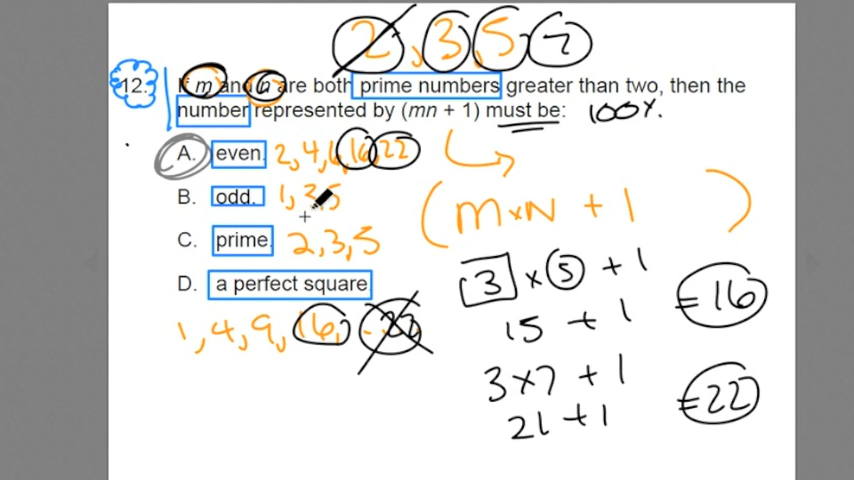 2, 3, 5, 7
12. If m and n are both prime numbers greater than two, then the
number represented by (mn + 1) must be: 100%.
A. even. 2, 4, 6, 16, 22
B. odd. 1, 3, 5
C. prime. 2, 3, 5
D. a perfect square.
1, 4, 9, 16, 22
(M×N + 1)
3 × 5 + 1
15 + 1 = 16
3×7 + 1
21 + 1 = 22